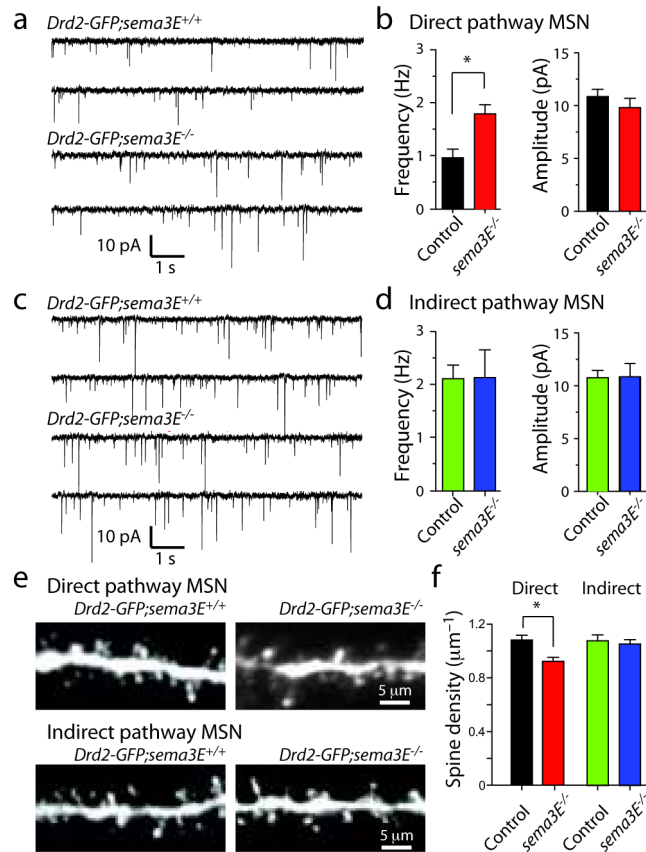 a
Drd2-GFP;sema3E+/+
Drd2-GFP;sema3E-/-
10 pA
1 s
b Direct pathway MSN
Frequency (Hz)
3
2
1
0
*
Control
sema3E-/-
Amplitude (pA)
15
10
5
0
Control
sema3E-/-
c
Drd2-GFP;sema3E+/+
Drd2-GFP;sema3E-/-
10 pA
1 s
d Indirect pathway MSN
Frequency (Hz)
3
2
1
0
Control
sema3E-/-
Amplitude (pA)
15
10
5
0
Control
sema3E-/-
e
Direct pathway MSN
Drd2-GFP;sema3E+/+
Drd2-GFP;sema3E-/-
5 µm
Indirect pathway MSN
Drd2-GFP;sema3E+/+
Drd2-GFP;sema3E-/-
5 µm
f
Direct Indirect
*
Spine density (µm−1)
1.2
0.8
0.4
0
Control
sema3E-/-
Control
sema3E-/-